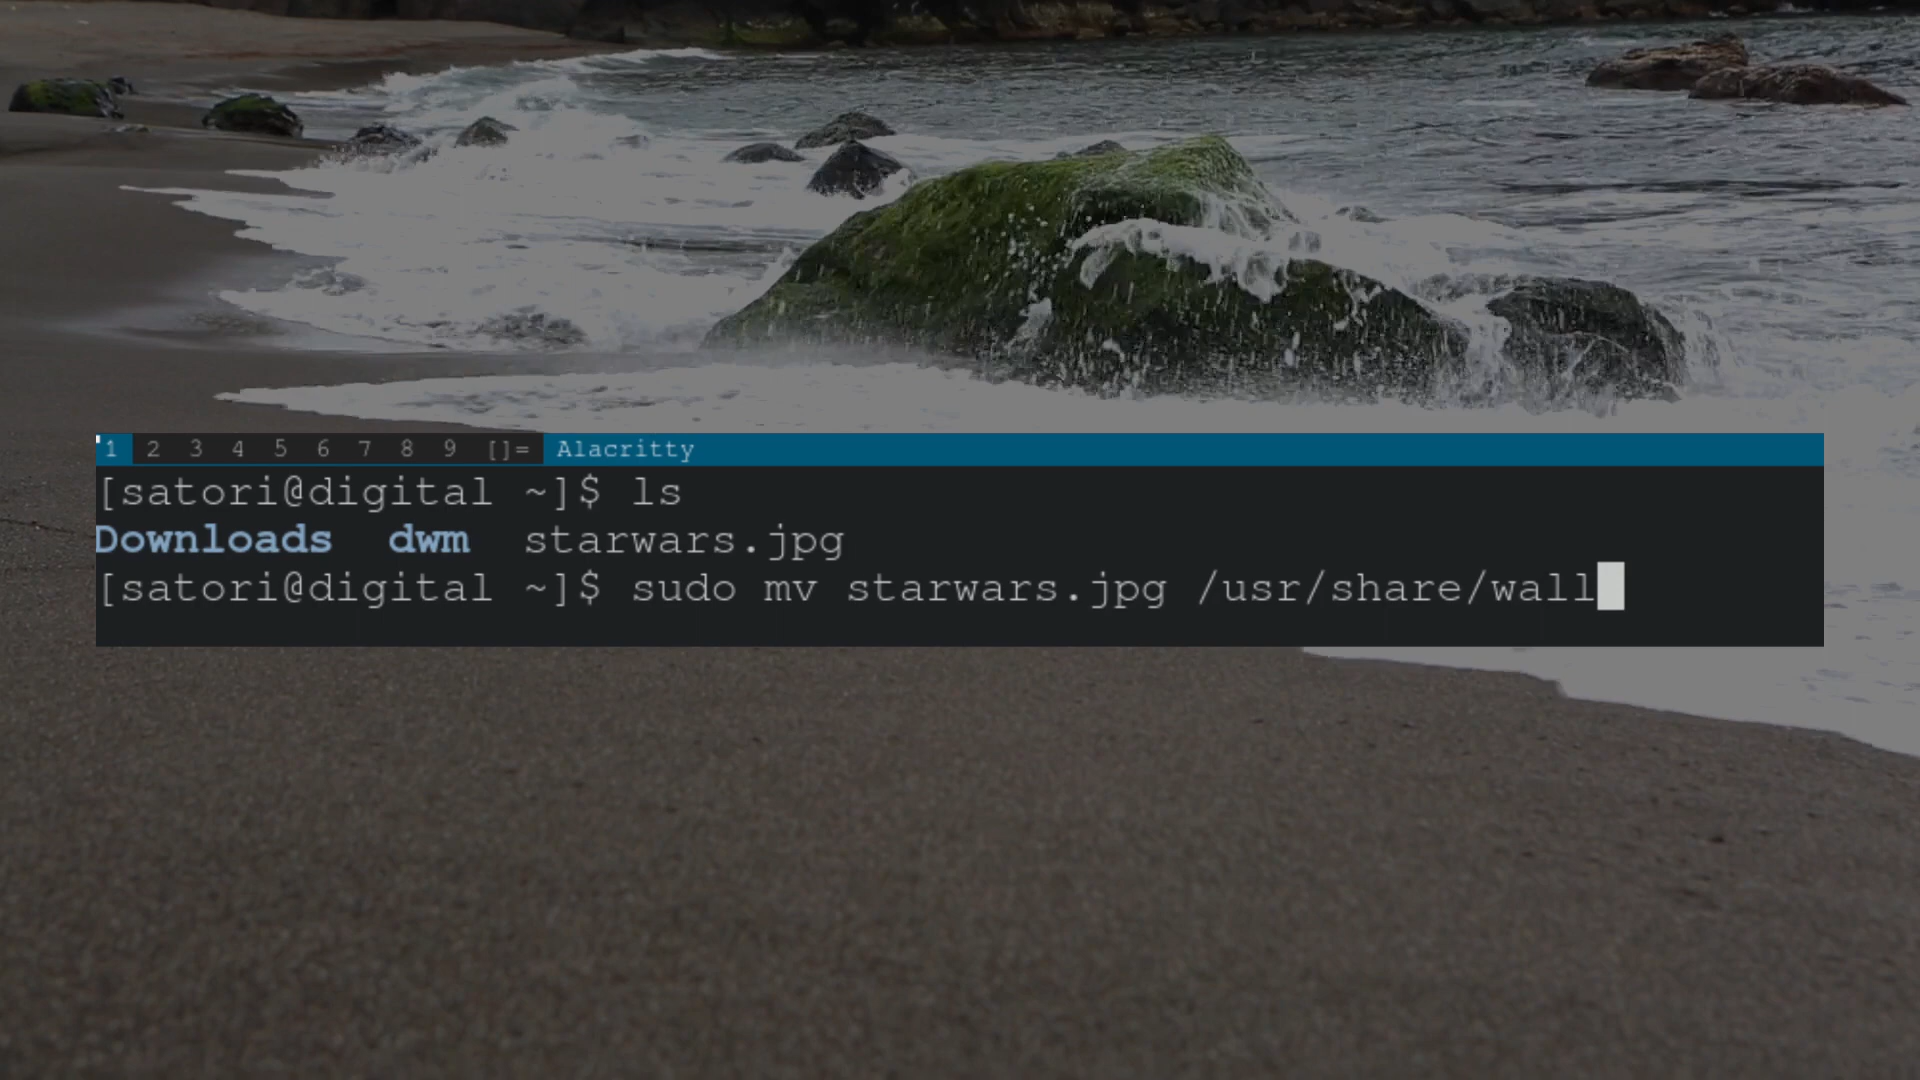 1 2 3 4 5 6 7 8 9 []= Alacritty
[satori@digital ~]$ ls
Downloads dwm starwars.jpg
[satori@digital ~]$ sudo mv starwars.jpg /usr/share/wall